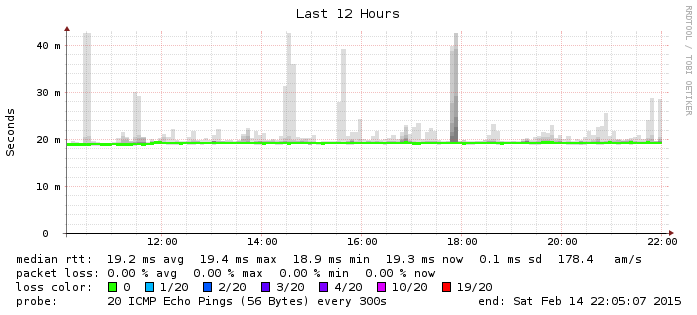 Last 12 Hours
RRDTOOL / TOBI OETIKER
Seconds
40 m
30 m
20 m
10 m
0
12:00 14:00 16:00 18:00 20:00 22:00
median rtt: 19.2 ms avg 19.4 ms max 18.9 ms min 19.3 ms now 0.1 ms sd 178.4 am/s
packet loss: 0.00 % avg 0.00 % max 0.00 % min 0.00 % now
loss color: 0 1/20 2/20 3/20 4/20 10/20 19/20
probe: 20 ICMP Echo Pings (56 Bytes) every 300s end: Sat Feb 14 22:05:07 2015